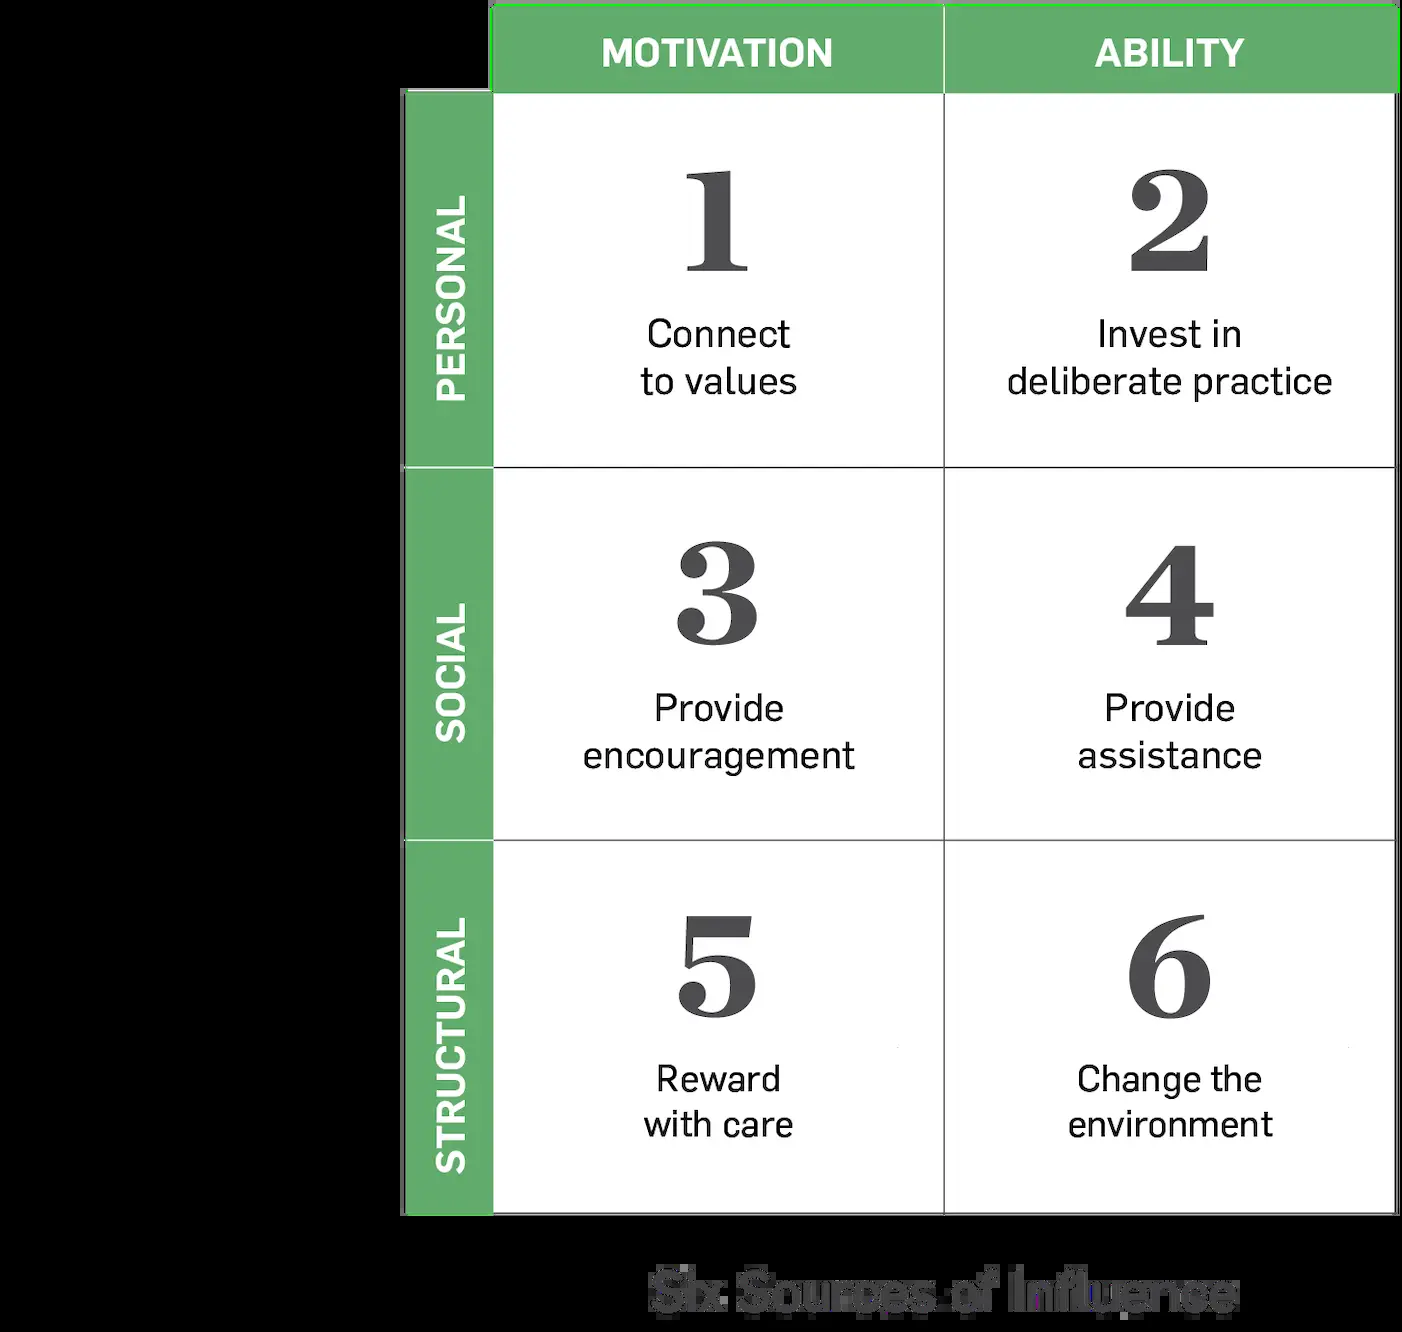 MOTIVATION
ABILITY
PERSONAL
1
Connect
to values
2
Invest in
deliberate practice
SOCIAL
3
Provide
encouragement
4
Provide
assistance
STRUCTURAL
5
Reward
with care
6
Change the
environment
Six Sources of Influence